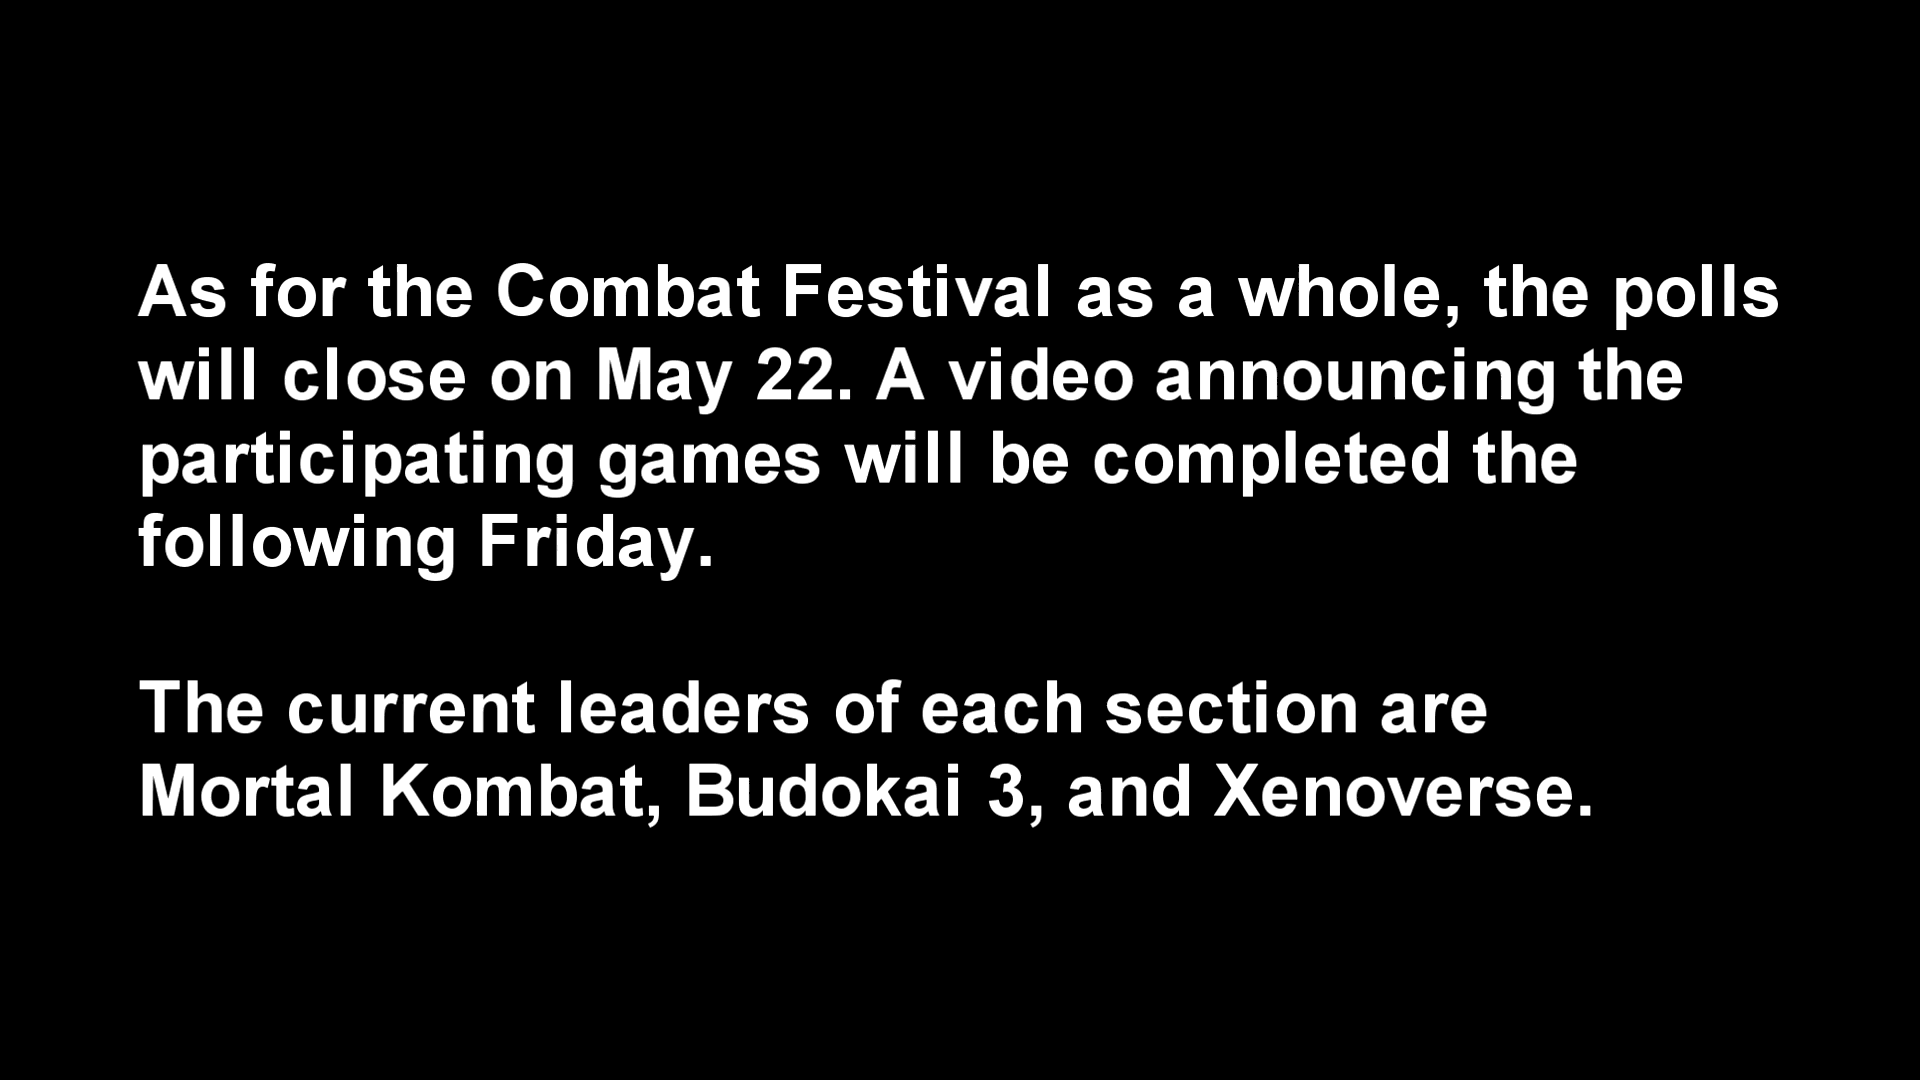 As for the Combat Festival as a whole, the polls
will close on May 22. A video announcing the
participating games will be completed the
following Friday.
The current leaders of each section are
Mortal Kombat, Budokai 3, and Xenoverse.